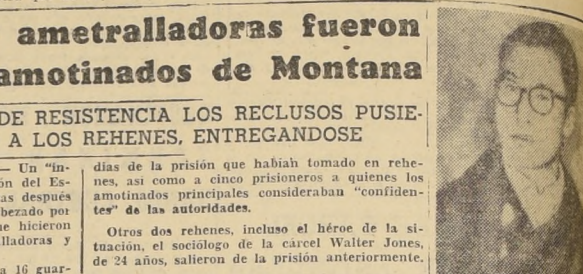 ametralladoras fueron
amotinados de Montana
DE RESISTENCIA LOS RECLUSOS PUSIE-
A LOS REHENES, ENTREGANDOSE
— Un "in-
ón del Es-
as después
bezado por
e hicieron
lladoras y
a 16 guar-
dias de la prisión que habían tomado en rehe-
nes, así como a cinco prisioneros a quienes los
amotinados principales consideraban "confiden-
tes" de las autoridades.
Otros dos rehenes, incluso el héroe de la si-
tuación, el sociólogo de la cárcel Walter Jones,
de 24 años, salieron de la prisión anteriormente.